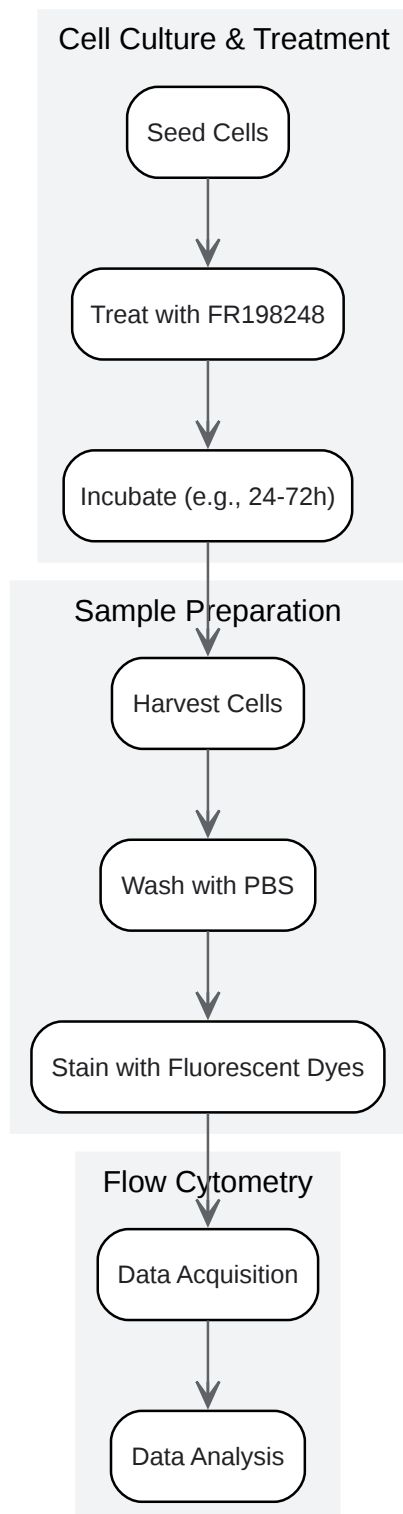 Cell Culture & Treatment
Seed Cells
Treat with FR198248
Incubate (e.g., 24-72h)
Sample Preparation
Harvest Cells
Wash with PBS
Stain with Fluorescent Dyes
Flow Cytometry
Data Acquisition
Data Analysis